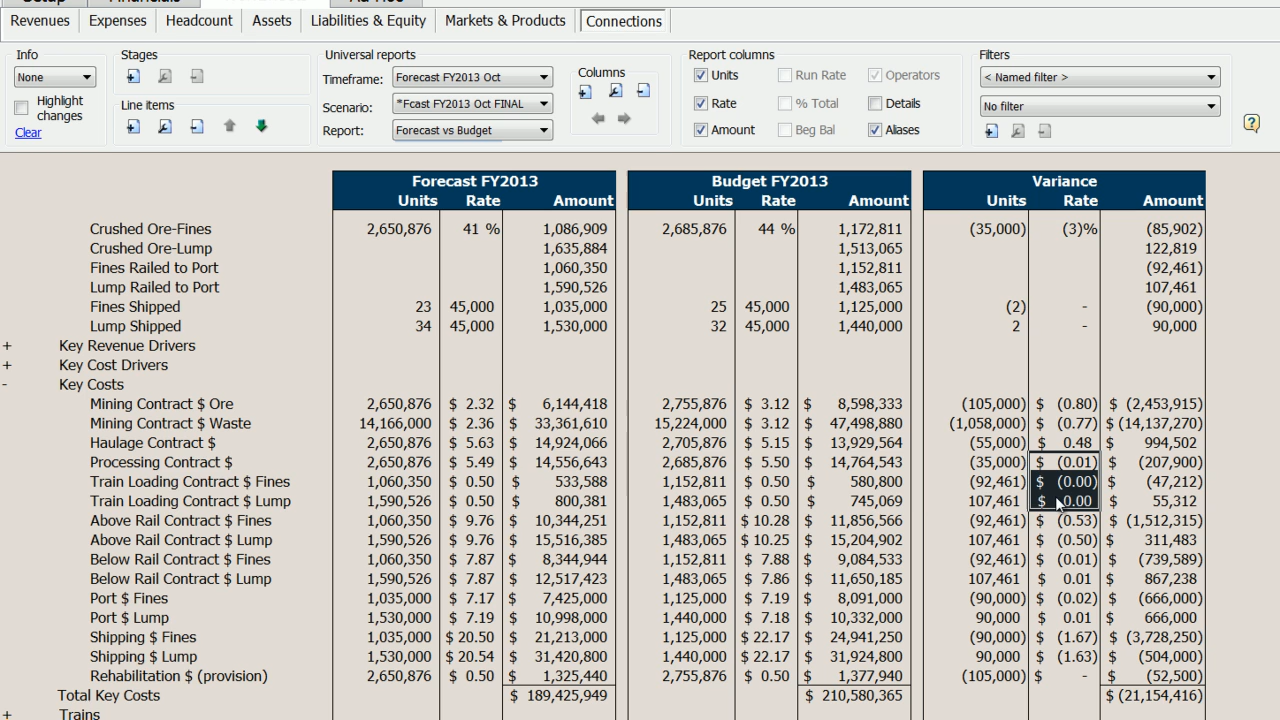 Revenues Expenses Headcount Assets Liabilities & Equity Markets & Products Connections
Info Stages Universal reports Columns Report columns Filters
None Timeframe: Forecast FY2013 Oct Units Run Rate Operators < Named filter >
Highlight changes Line items Scenario: *Fcast FY2013 Oct FINAL Rate % Total Details No filter
Clear Report: Forecast vs Budget Amount Beg Bal Aliases
Forecast FY2013 Budget FY2013 Variance
Units Rate Amount Units Rate Amount Units Rate Amount
Crushed Ore-Fines 2,650,876 41 % 1,086,909 2,685,876 44 % 1,172,811 (35,000) (3)% (85,902)
Crushed Ore-Lump 1,635,884 1,513,065 122,819
Fines Railed to Port 1,060,350 1,152,811 (92,461)
Lump Railed to Port 1,590,526 1,483,065 107,461
Fines Shipped 23 45,000 1,035,000 25 45,000 1,125,000 (2) - (90,000)
Lump Shipped 34 45,000 1,530,000 32 45,000 1,440,000 2 - 90,000
+ Key Revenue Drivers
+ Key Cost Drivers
- Key Costs
Mining Contract $ Ore 2,650,876 $ 2.32 $ 6,144,418 2,755,876 $ 3.12 $ 8,598,333 (105,000) $ (0.80) $ (2,453,915)
Mining Contract $ Waste 14,166,000 $ 2.36 $ 33,361,610 15,224,000 $ 3.12 $ 47,498,880 (1,058,000) $ (0.77) $ (14,137,270)
Haulage Contract $ 2,650,876 $ 5.63 $ 14,924,066 2,705,876 $ 5.15 $ 13,929,564 (55,000) $ 0.48 $ 994,502
Processing Contract $ 2,650,876 $ 5.49 $ 14,556,643 2,685,876 $ 5.50 $ 14,764,543 (35,000) $ (0.01) $ (207,900)
Train Loading Contract $ Fines 1,060,350 $ 0.50 $ 533,588 1,152,811 $ 0.50 $ 580,800 (92,461) $ (0.00) $ (47,212)
Train Loading Contract $ Lump 1,590,526 $ 0.50 $ 800,381 1,483,065 $ 0.50 $ 745,069 107,461 $ 0.00 $ 55,312
Above Rail Contract $ Fines 1,060,350 $ 9.76 $ 10,344,251 1,152,811 $ 10.28 $ 11,856,566 (92,461) $ (0.53) $ (1,512,315)
Above Rail Contract $ Lump 1,590,526 $ 9.76 $ 15,516,385 1,483,065 $ 10.25 $ 15,204,902 107,461 $ (0.50) $ 311,483
Below Rail Contract $ Fines 1,060,350 $ 7.87 $ 8,344,944 1,152,811 $ 7.88 $ 9,084,533 (92,461) $ (0.01) $ (739,589)
Below Rail Contract $ Lump 1,590,526 $ 7.87 $ 12,517,423 1,483,065 $ 7.86 $ 11,650,185 107,461 $ 0.01 $ 867,238
Port $ Fines 1,035,000 $ 7.17 $ 7,425,000 1,125,000 $ 7.19 $ 8,091,000 (90,000) $ (0.02) $ (666,000)
Port $ Lump 1,530,000 $ 7.19 $ 10,998,000 1,440,000 $ 7.18 $ 10,332,000 90,000 $ 0.01 $ 666,000
Shipping $ Fines 1,035,000 $ 20.50 $ 21,213,000 1,125,000 $ 22.17 $ 24,941,250 (90,000) $ (1.67) $ (3,728,250)
Shipping $ Lump 1,530,000 $ 20.54 $ 31,420,800 1,440,000 $ 22.17 $ 31,924,800 90,000 $ (1.63) $ (504,000)
Rehabilitation $ (provision) 2,650,876 $ 0.50 $ 1,325,440 2,755,876 $ 0.50 $ 1,377,940 (105,000) $ - $ (52,500)
Total Key Costs $ 189,425,949 $ 210,580,365 $ (21,154,416)
+ Trains